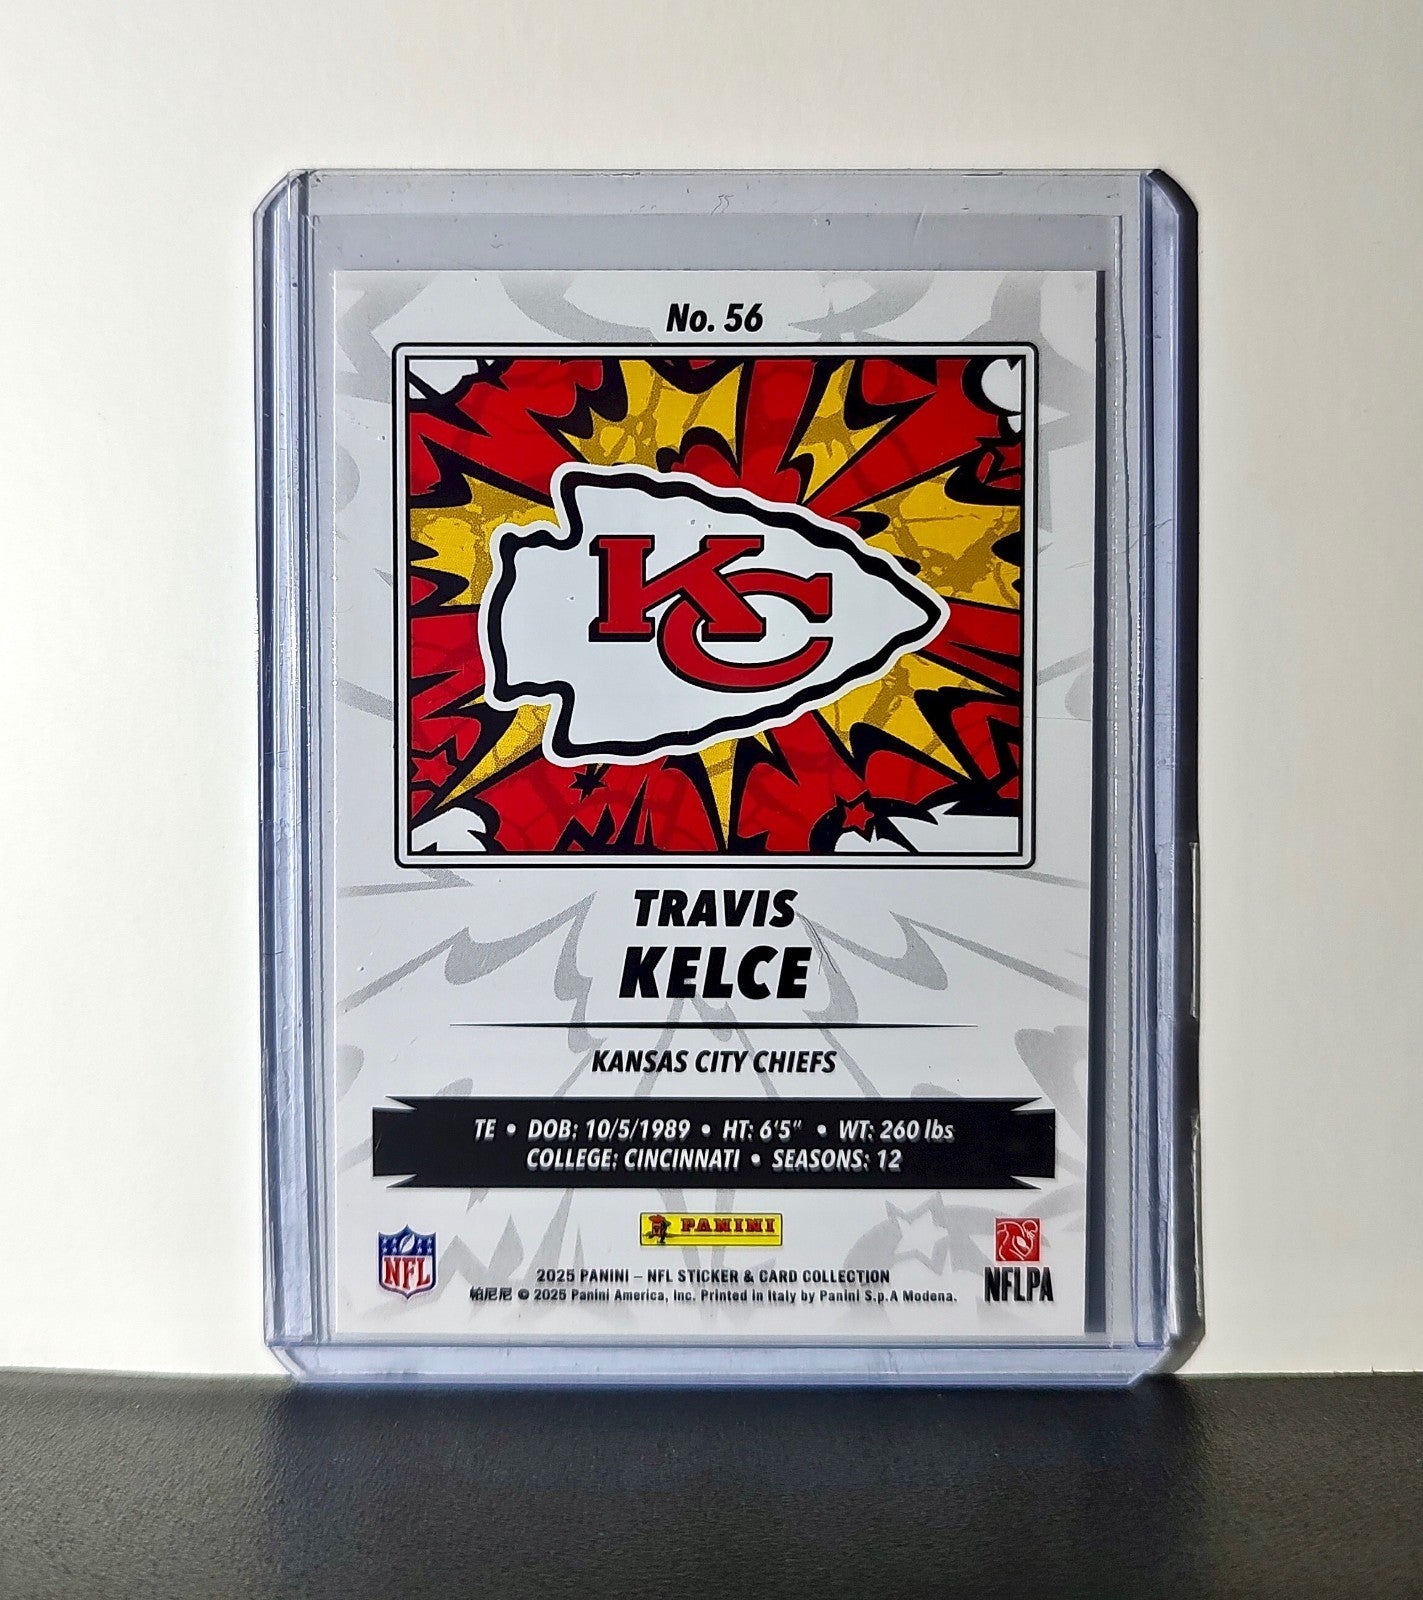 No. 56
KC
TRAVIS
KELCE
KANSAS CITY CHIEFS
TE • DOB: 10/5/1989 • HT: 6'5" • WT: 260 lbs
COLLEGE: CINCINNATI • SEASONS: 12
PANINI
NFL
2025 PANINI – NFL STICKER & CARD COLLECTION
帕尼尼 © 2025 Panini America, Inc. Printed in Italy by Panini S.p.A Modena.
NFLPA